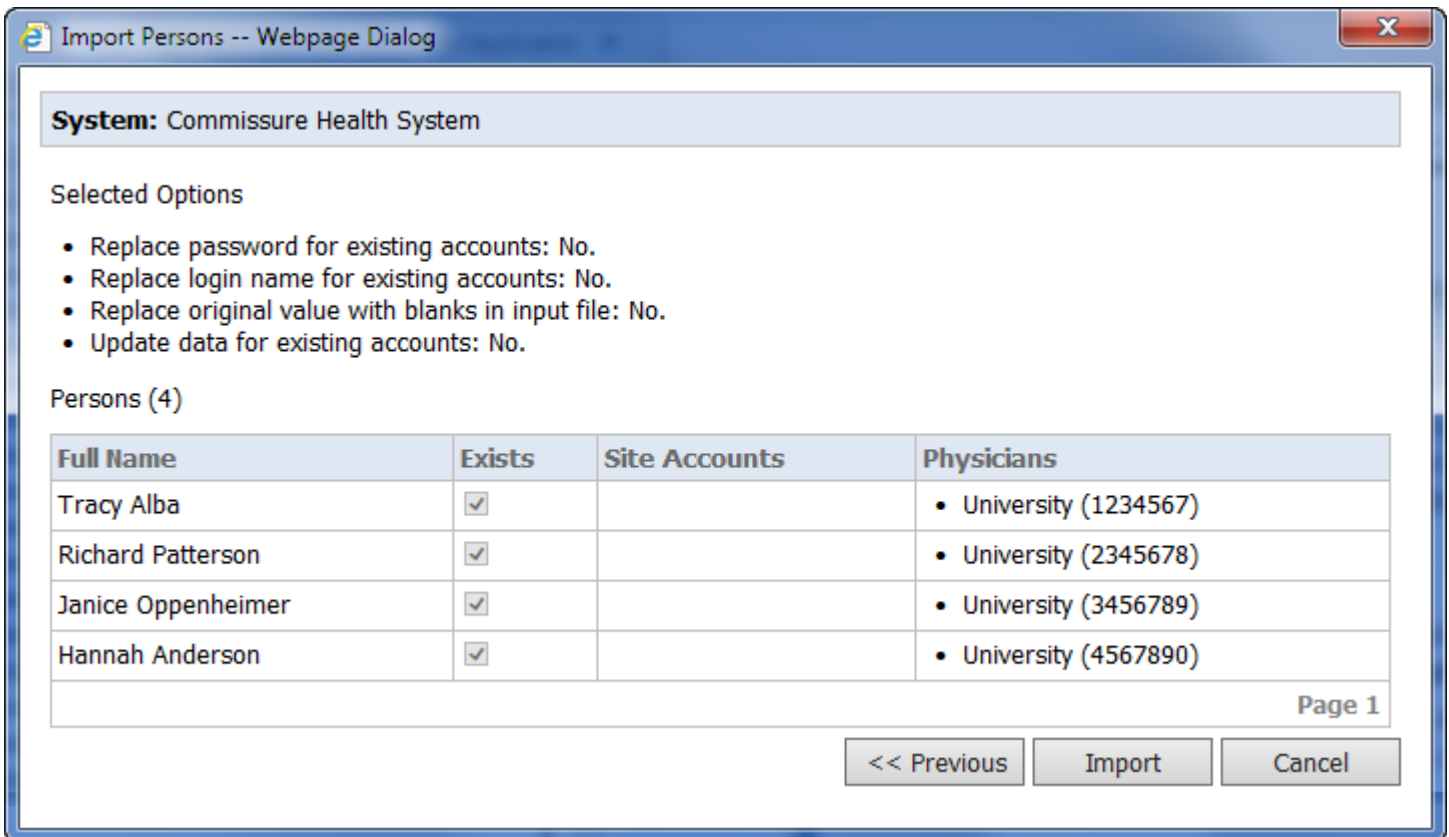 Import Persons -- Webpage Dialog
System: Commissure Health System
Selected Options
• Replace password for existing accounts: No.
• Replace login name for existing accounts: No.
• Replace original value with blanks in input file: No.
• Update data for existing accounts: No.
Persons (4)
Full Name Exists Site Accounts Physicians
Tracy Alba • University (1234567)
Richard Patterson • University (2345678)
Janice Oppenheimer • University (3456789)
Hannah Anderson • University (4567890)
Page 1
<< Previous Import Cancel